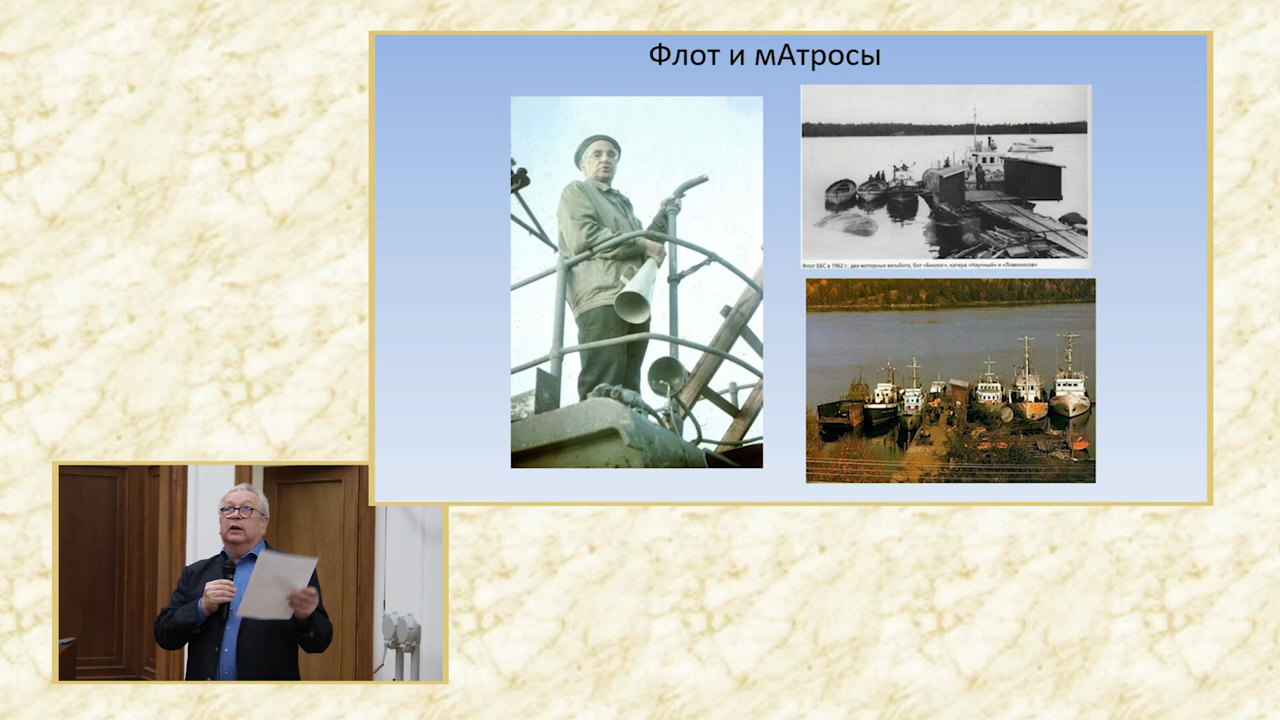 Флот и мАтросы
Флот ББС в 1962 г.: два моторных вельбота, бот «Биолог», катера «Научный» и «Ломоносов»